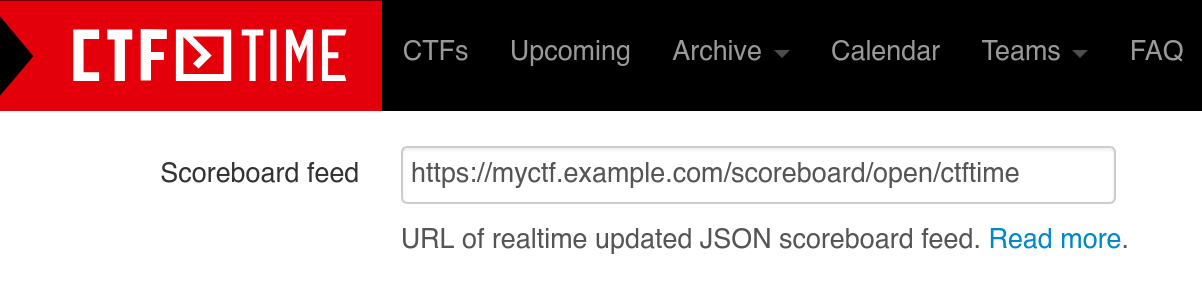 CTF TIME CTFs Upcoming Archive Calendar Teams FAQ
Scoreboard feed https://myctf.example.com/scoreboard/open/ctftime
URL of realtime updated JSON scoreboard feed. Read more.